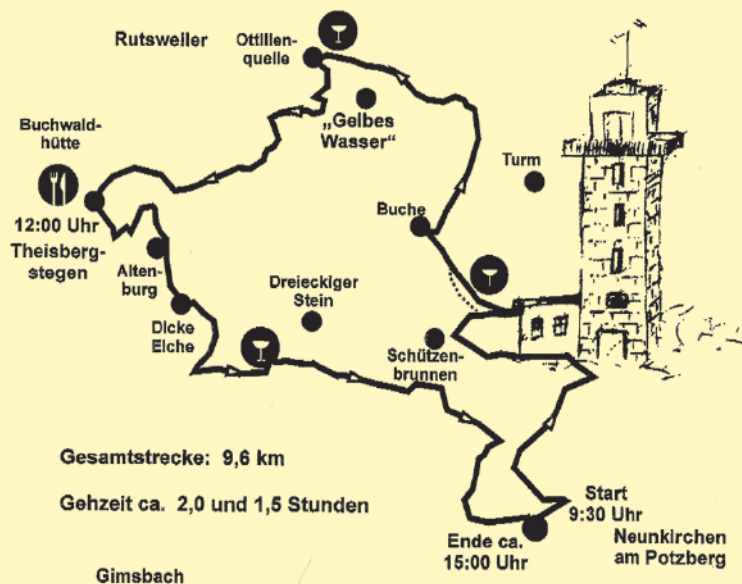 Rutsweiler
Ottilienquelle
„Gelbes
Wasser“
Buchwald-
hütte
12:00 Uhr
Theisberg-
stegen
Turm
Buche
Alten-
burg
Dreieckiger
Stein
Dicke
Eiche
Schützen-
brunnen
Gesamtstrecke: 9,6 km
Gehzeit ca. 2,0 und 1,5 Stunden
Start
9:30 Uhr
Ende ca.
15:00 Uhr
Neunkirchen
am Potzberg
Gimsbach